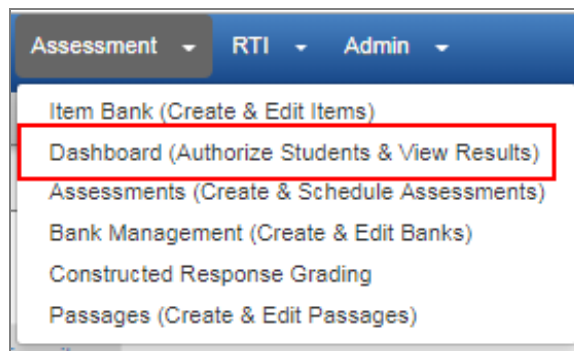 Assessment RTI Admin
Item Bank (Create & Edit Items)
Dashboard (Authorize Students & View Results)
Assessments (Create & Schedule Assessments)
Bank Management (Create & Edit Banks)
Constructed Response Grading
Passages (Create & Edit Passages)